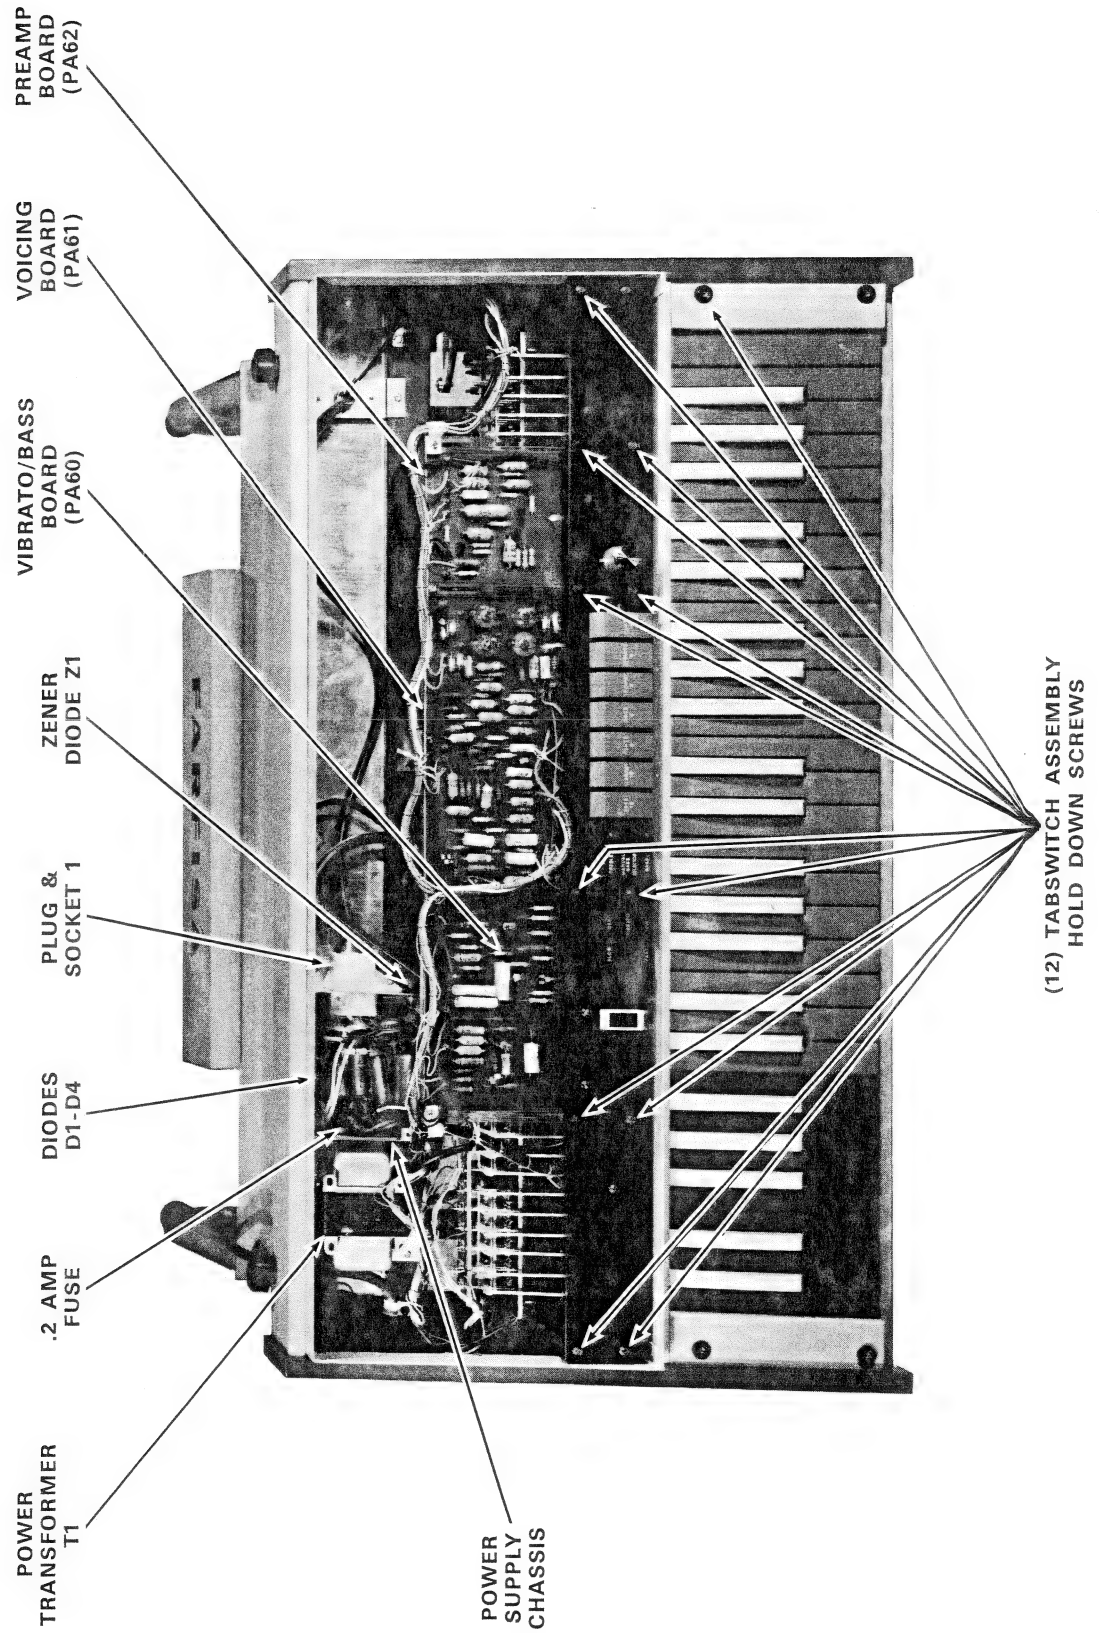 POWER
TRANSFORMER
T1
.2 AMP
FUSE
DIODES
D1-D4
PLUG &
SOCKET 1
ZENER
DIODE Z1
VIBRATO/BASS
BOARD
(PA60)
VOICING
BOARD
(PA61)
PREAMP
BOARD
(PA62)
FARFISA
POWER
SUPPLY
CHASSIS
(12) TABSWITCH ASSEMBLY
HOLD DOWN SCREWS